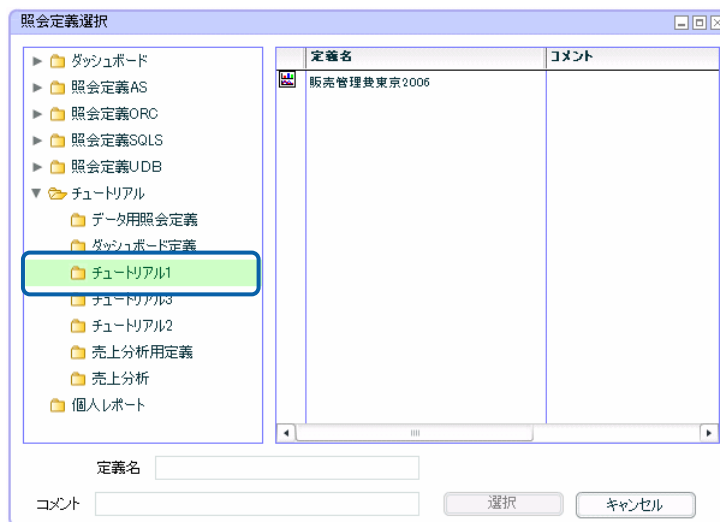 照会定義選択
ダッシュボード
照会定義AS
照会定義ORC
照会定義SQLS
照会定義UDB
チュートリアル
データ用照会定義
ダッシュボード定義
チュートリアル1
チュートリアル3
チュートリアル2
売上分析用定義
売上分析
個人レポート
定義名 コメント
販売管理費東京2006
定義名
コメント 選択 キャンセル